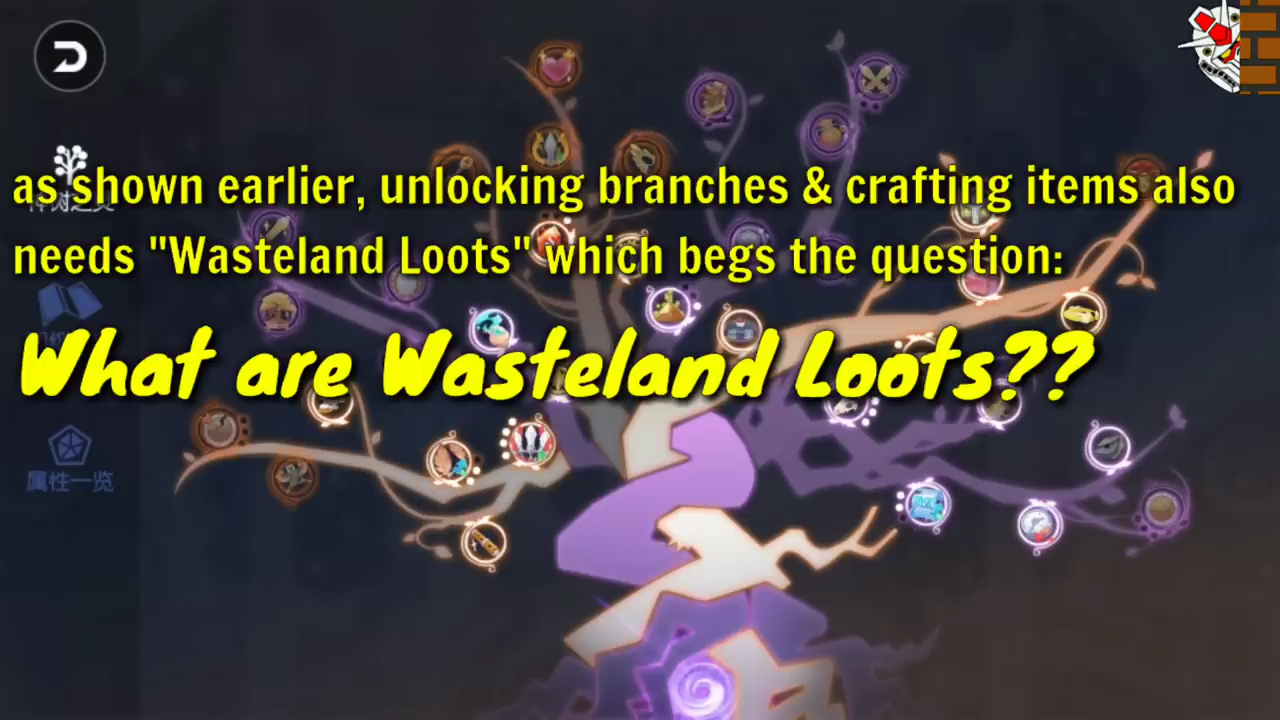 as shown earlier, unlocking branches & crafting items also
needs "Wasteland Loots" which begs the question:
What are Wasteland Loots??
属性一览